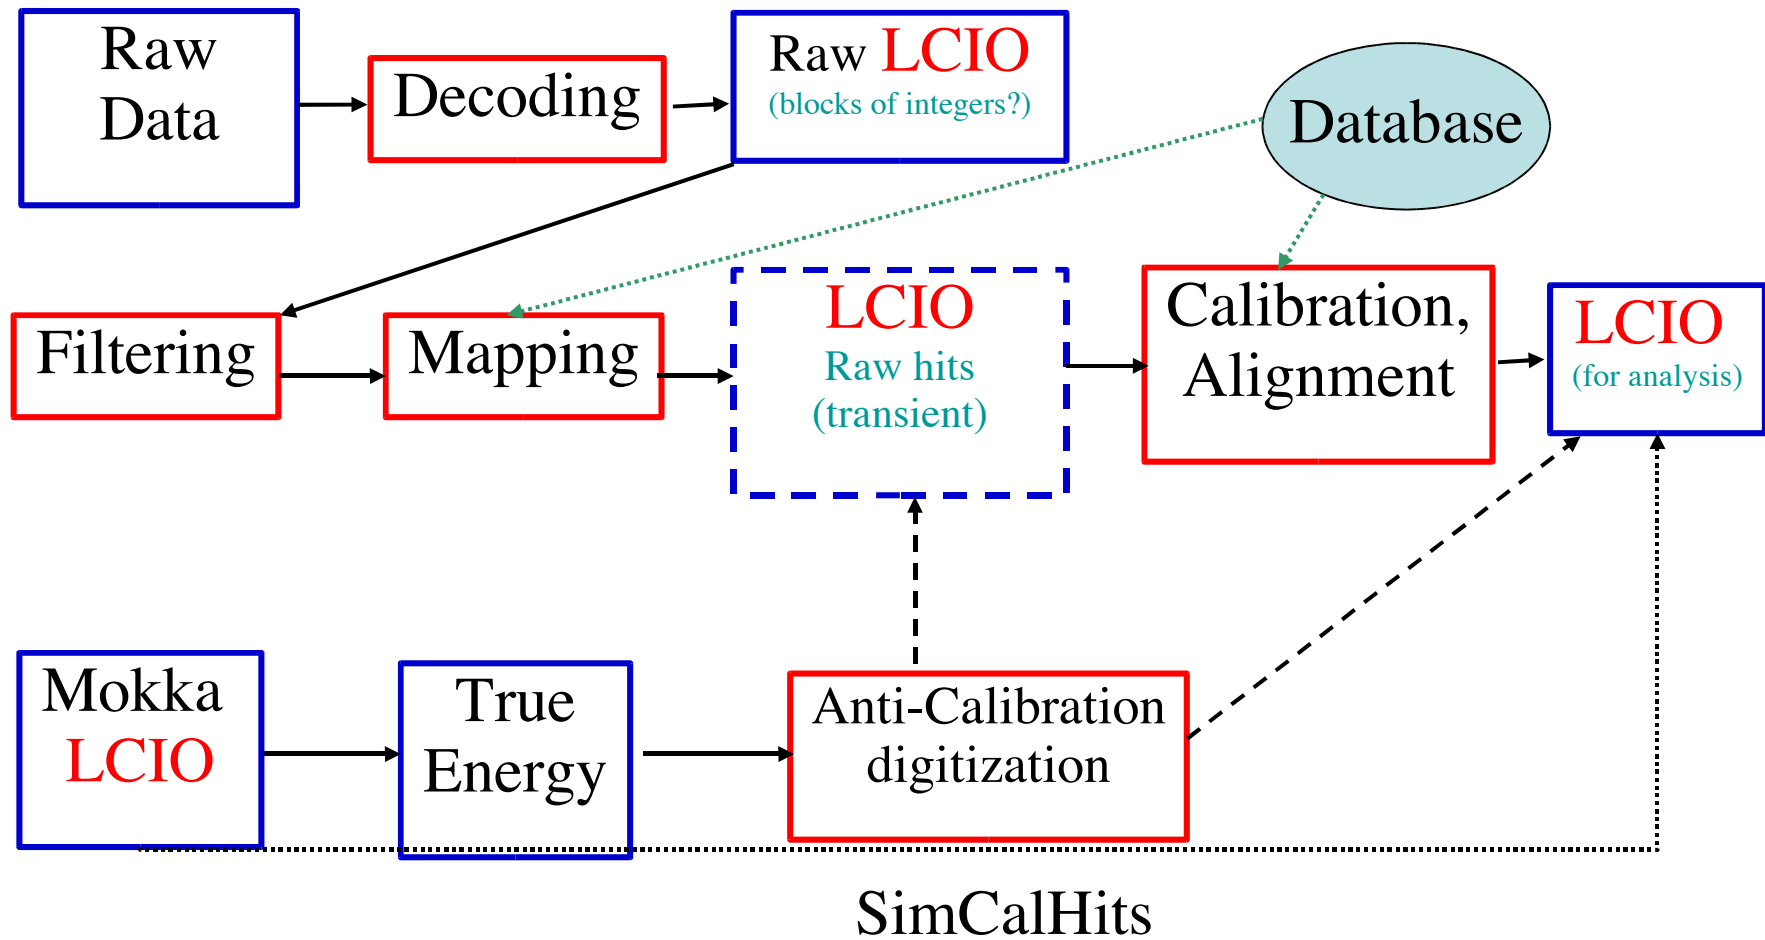 Raw
Data
Decoding
Raw LCIO
(blocks of integers?)
Database
Filtering
Mapping
LCIO
Raw hits
(transient)
Calibration,
Alignment
LCIO
(for analysis)
Mokka
LCIO
True
Energy
Anti-Calibration
digitization
SimCalHits